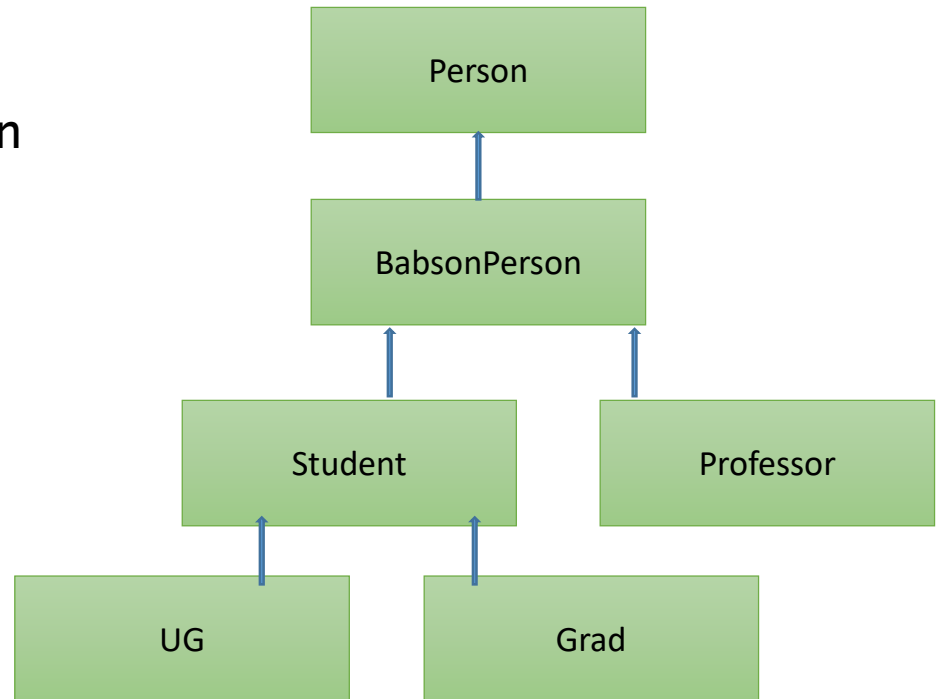 Person
n
BabsonPerson
Student
Professor
UG
Grad